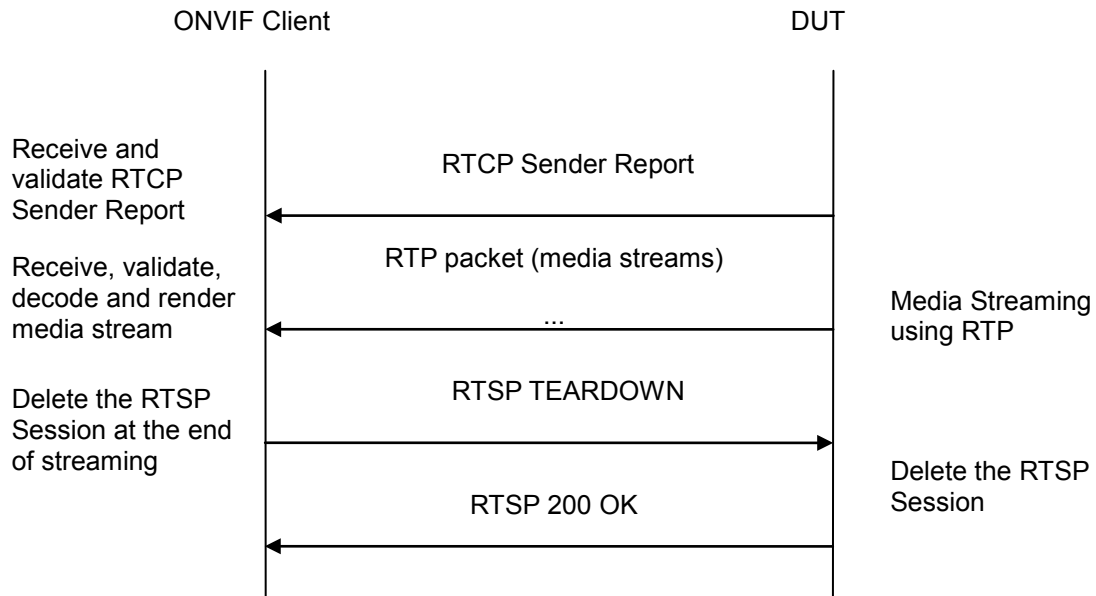 ONVIF Client
DUT
Receive and
validate RTCP
Sender Report
RTCP Sender Report
Receive, validate,
decode and render
media stream
RTP packet (media streams)
...
Media Streaming
using RTP
Delete the RTSP
Session at the end
of streaming
RTSP TEARDOWN
Delete the RTSP
Session
RTSP 200 OK